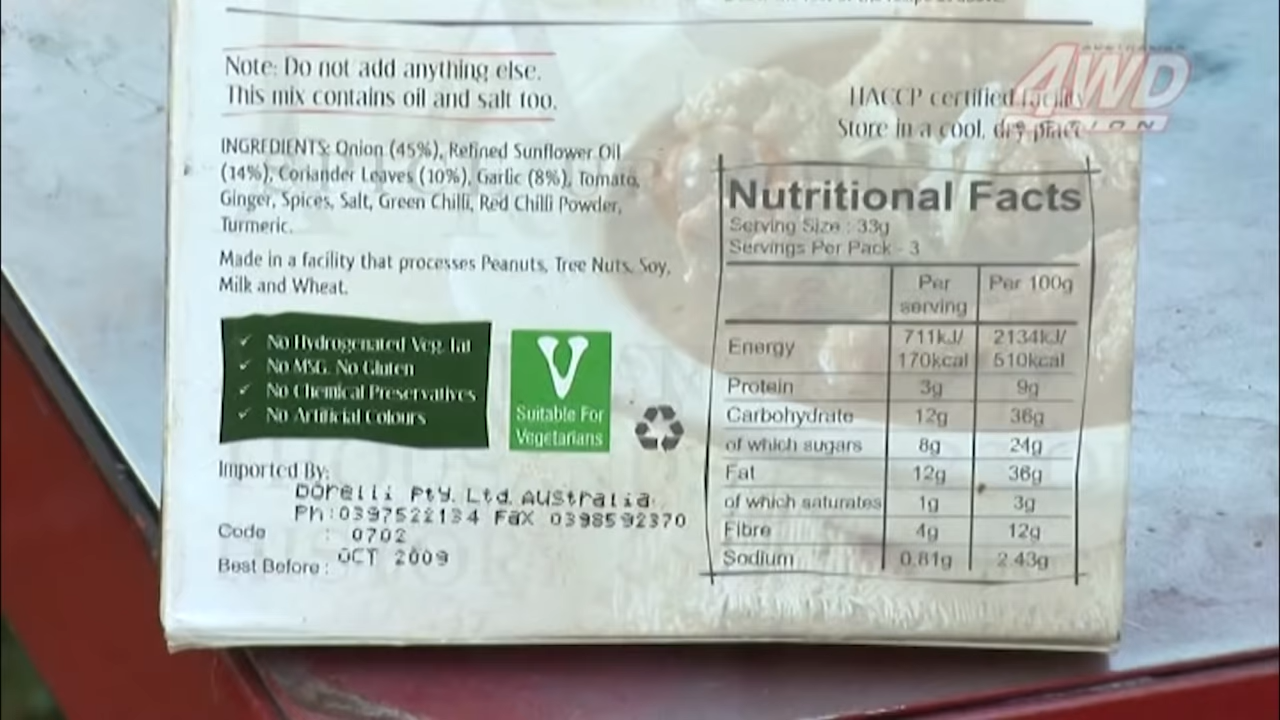 Note: Do not add anything else.
This mix contains oil and salt too.
INGREDIENTS: Onion (45%), Refined Sunflower Oil
(14%), Coriander Leaves (10%), Garlic (8%), Tomato,
Ginger, Spices, Salt, Green Chilli, Red Chilli Powder,
Turmeric.
Made in a facility that processes Peanuts, Tree Nuts, Soy,
Milk and Wheat.
✓ No Hydrogenated Veg. fat
✓ No MSG. No Gluten
✓ No Chemical Preservatives
✓ No Artificial Colours
V
Suitable For
Vegetarians
Imported By:
Dorelli Pty. Ltd. Australia.
Ph:0397522134 Fax 0398592370
Code : 0702
Best Before : OCT 2009
AUSTRALIAN
4WD
ACTION
HACCP certified facility
Store in a cool, dry place
Nutritional Facts
Serving Size : 33g
Servings Per Pack - 3
Per serving Per 100g
Energy 711kJ/ 170kcal 2134kJ/ 510kcal
Protein 3g 9g
Carbohydrate 12g 36g
of which sugars 8g 24g
Fat 12g 36g
of which saturates 1g 3g
Fibre 4g 12g
Sodium 0.81g 2.43g